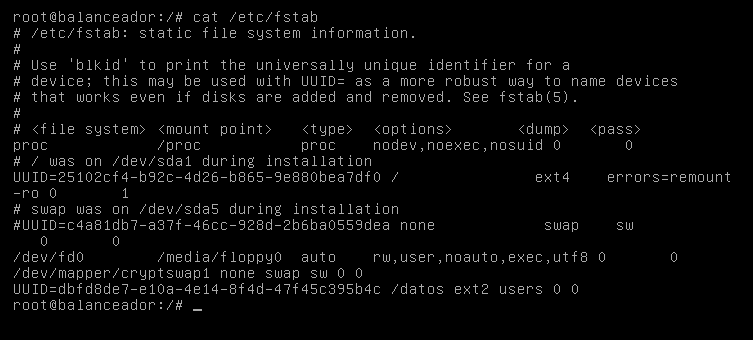 root@balanceador:/# cat /etc/fstab
# /etc/fstab: static file system information.
#
# Use 'blkid' to print the universally unique identifier for a
# device; this may be used with UUID= as a more robust way to name devices
# that works even if disks are added and removed. See fstab(5).
#
# <file system> <mount point>   <type>  <options>       <dump>  <pass>
proc            /proc           proc    nodev,noexec,nosuid 0       0
# / was on /dev/sda1 during installation
UUID=25102cf4-b92c-4d26-b865-9e880bea7df0 /               ext4    errors=remount
-ro 0       1
# swap was on /dev/sda5 during installation
#UUID=c4a81db7-a37f-46cc-928d-2b6ba0559dea none            swap    sw
   0       0
/dev/fd0        /media/floppy0  auto    rw,user,noauto,exec,utf8 0       0
/dev/mapper/cryptswap1 none swap sw 0 0
UUID=dbfd8de7-e10a-4e14-8f4d-47f45c395b4c /datos ext2 users 0 0
root@balanceador:/# _